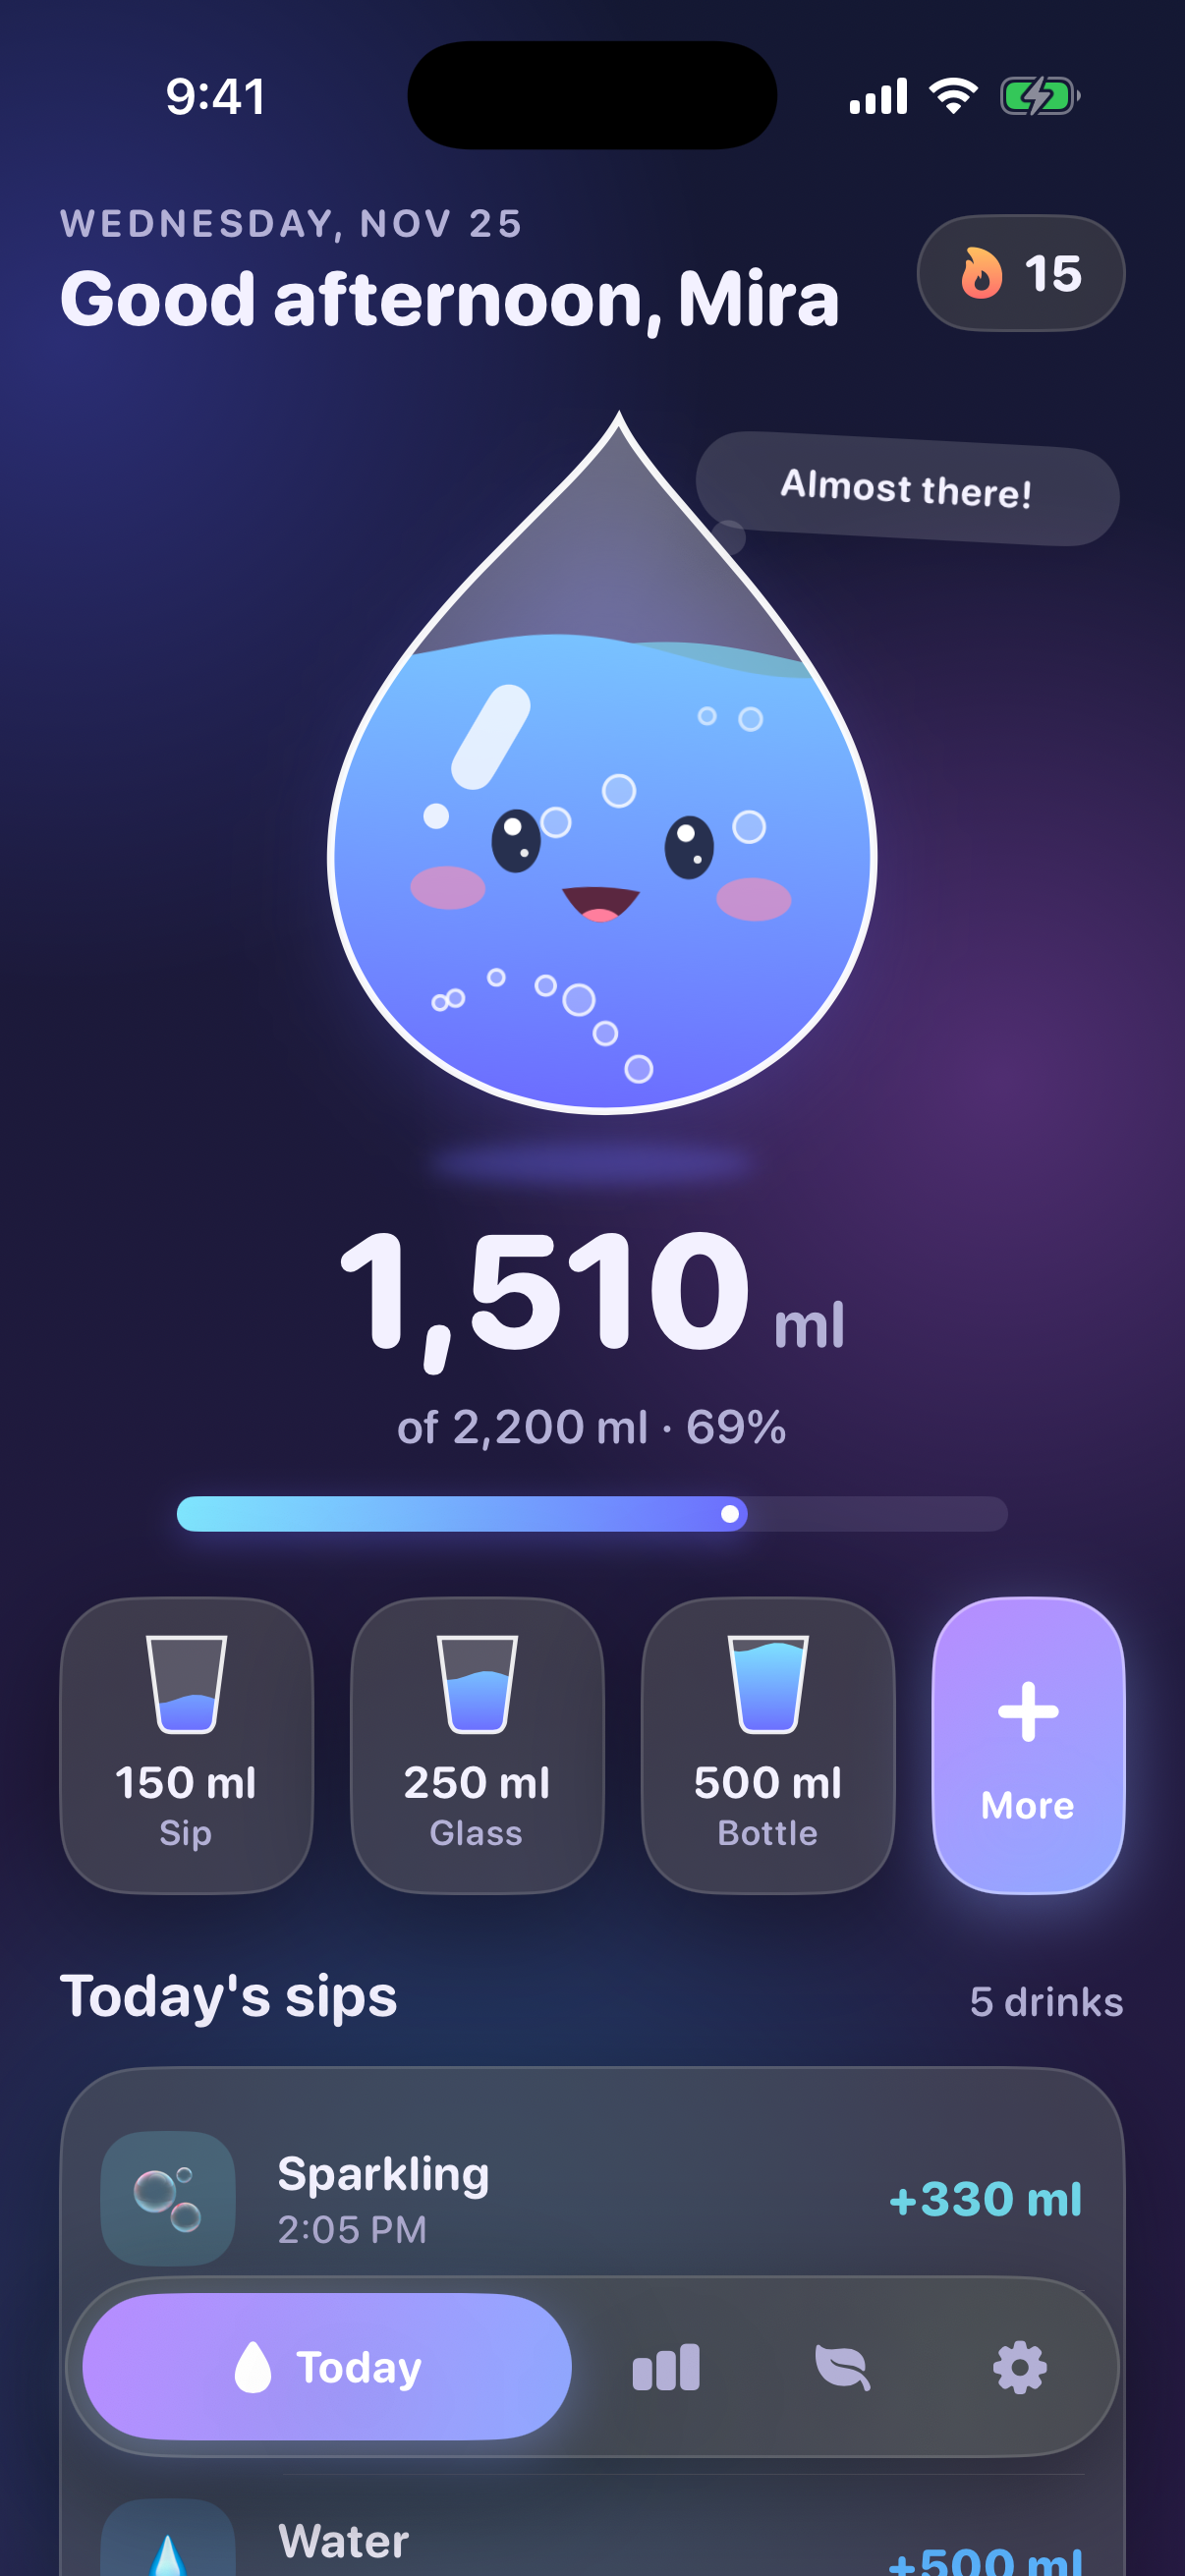 9:41
WEDNESDAY, NOV 25
Good afternoon, Mira
15
Almost there!
1,510 ml
of 2,200 ml · 69%
150 ml
Sip
250 ml
Glass
500 ml
Bottle
More
Today's sips
5 drinks
Sparkling
2:05 PM
+330 ml
Today
Water
+500 ml